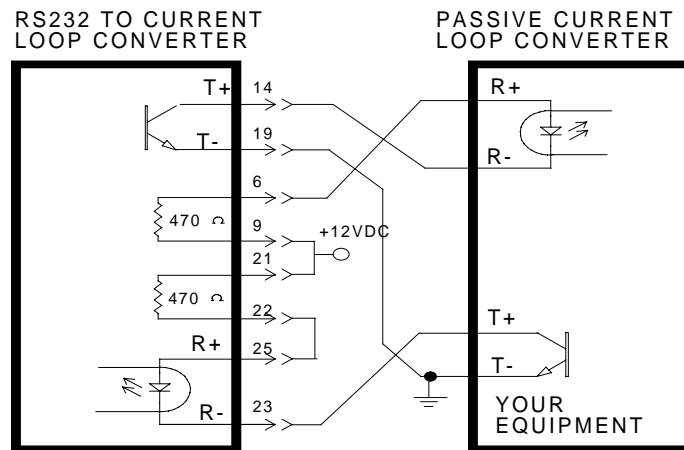 RS232 TO CURRENT
LOOP CONVERTER
PASSIVE CURRENT
LOOP CONVERTER
T+
14
T-
19
6
470 Ω
9
+12VDC
21
470 Ω
22
R+
25
R-
23
R+
R-
T+
T-
YOUR
EQUIPMENT